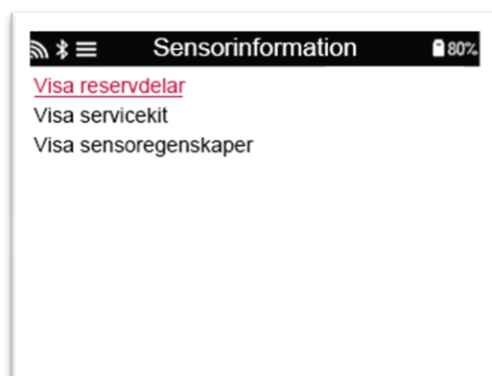 Sensorinformation 80%
Visa reservdelar
Visa servicekit
Visa sensoregenskaper